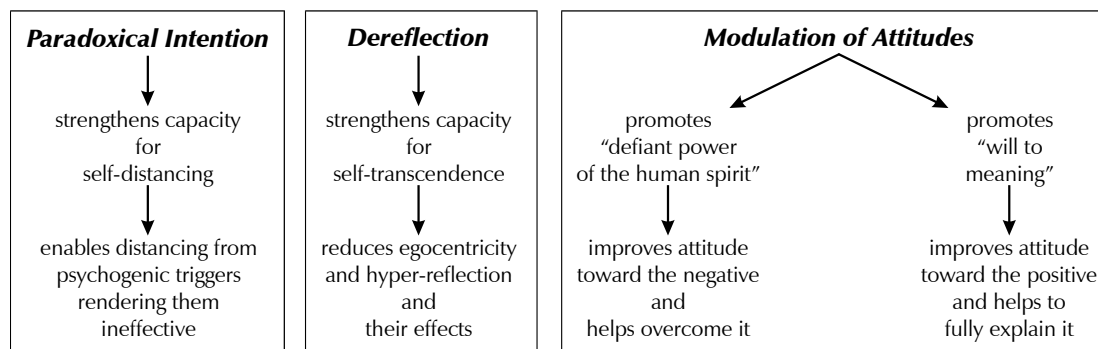 Paradoxical Intention
strengthens capacity
for
self-distancing
enables distancing from
psychogenic triggers
rendering them
ineffective
Dereflection
strengthens capacity
for
self-transcendence
reduces egocentricity
and hyper-reflection
and
their effects
Modulation of Attitudes
promotes
“defiant power
of the human spirit”
improves attitude
toward the negative
and
helps overcome it
promotes
“will to
meaning”
improves attitude
toward the positive
and helps to
fully explain it